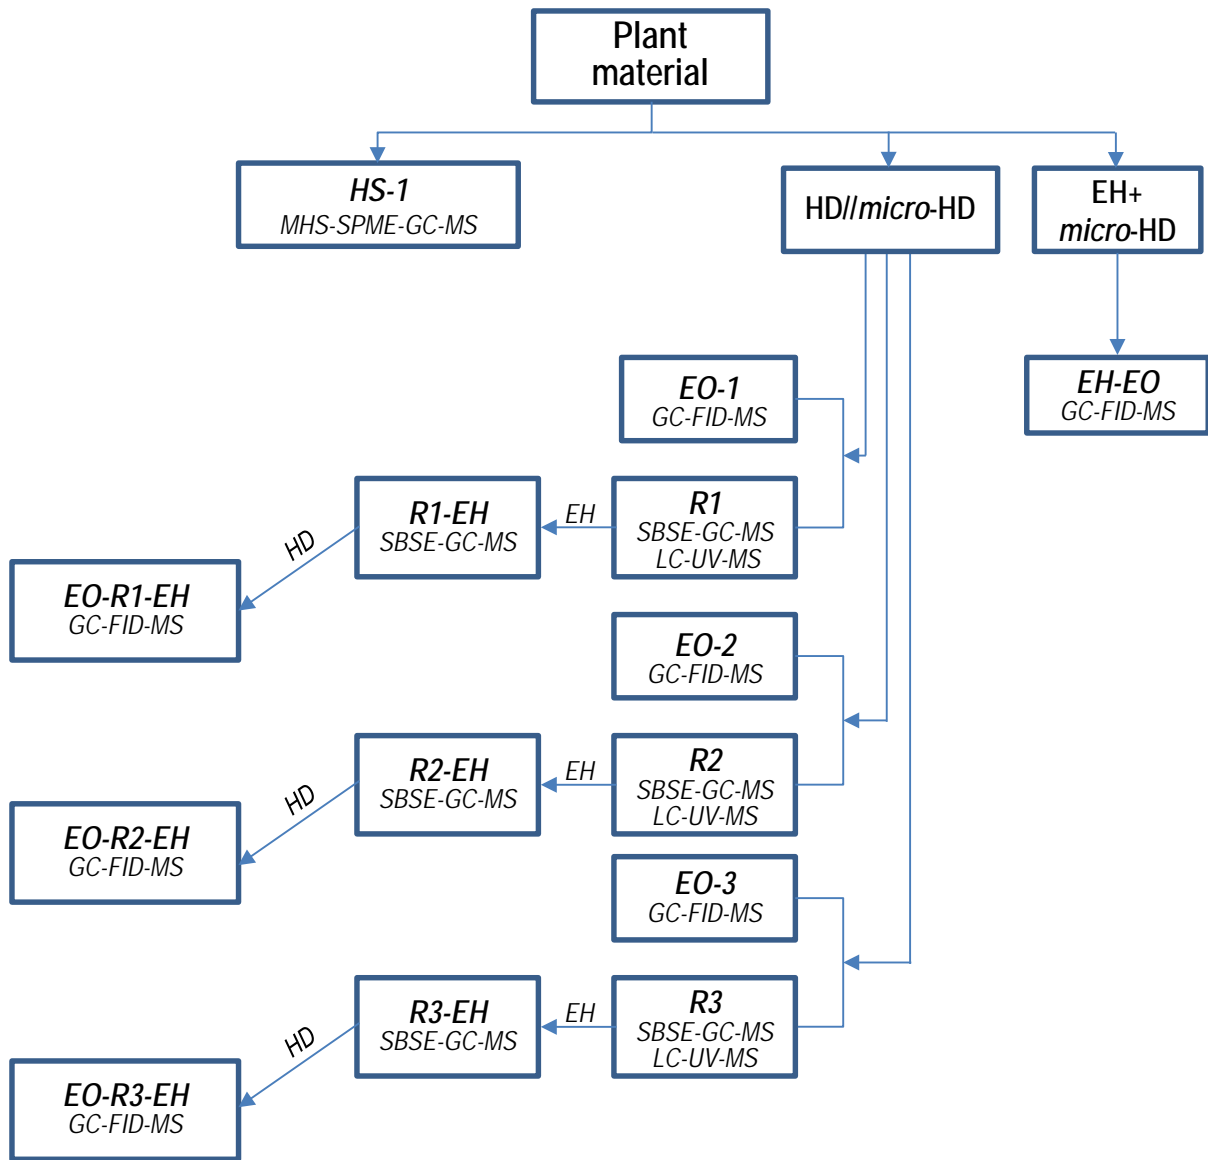 Plant
material
HS-1
MHS-SPME-GC-MS
HD//micro-HD
EH+
micro-HD
EO-1
GC-FID-MS
EH-EO
GC-FID-MS
R1-EH
SBSE-GC-MS
EH
R1
SBSE-GC-MS
LC-UV-MS
HD
EO-R1-EH
GC-FID-MS
EO-2
GC-FID-MS
R2-EH
SBSE-GC-MS
EH
R2
SBSE-GC-MS
LC-UV-MS
HD
EO-R2-EH
GC-FID-MS
EO-3
GC-FID-MS
R3-EH
SBSE-GC-MS
EH
R3
SBSE-GC-MS
LC-UV-MS
HD
EO-R3-EH
GC-FID-MS